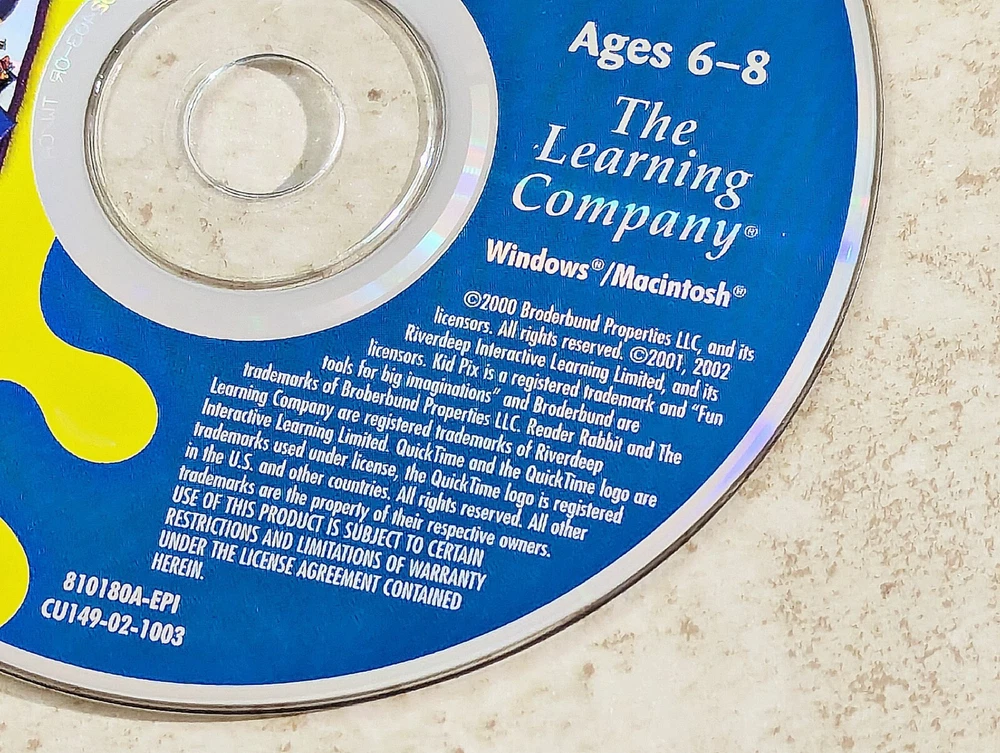 Ages 6–8
The
Learning
Company®
Windows®/Macintosh®
©2000 Broderbund Properties LLC, and its
licensors. All rights reserved. ©2001, 2002
Riverdeep Interactive Learning Limited, and its
licensors. Kid Pix is a registered trademark and "Fun
tools for big imaginations" and Broderbund are
trademarks of Broberbund Properties LLC. Reader Rabbit and The
Learning Company are registered trademarks of Riverdeep
Interactive Learning Limited. QuickTime and the QuickTime logo are
trademarks used under license, the QuickTime logo is registered
in the U.S. and other countries. All rights reserved. All other
trademarks are the property of their respective owners.
USE OF THIS PRODUCT IS SUBJECT TO CERTAIN
RESTRICTIONS AND LIMITATIONS OF WARRANTY
UNDER THE LICENSE AGREEMENT CONTAINED
HEREIN.
810180A-EPI
CU149-02-1003